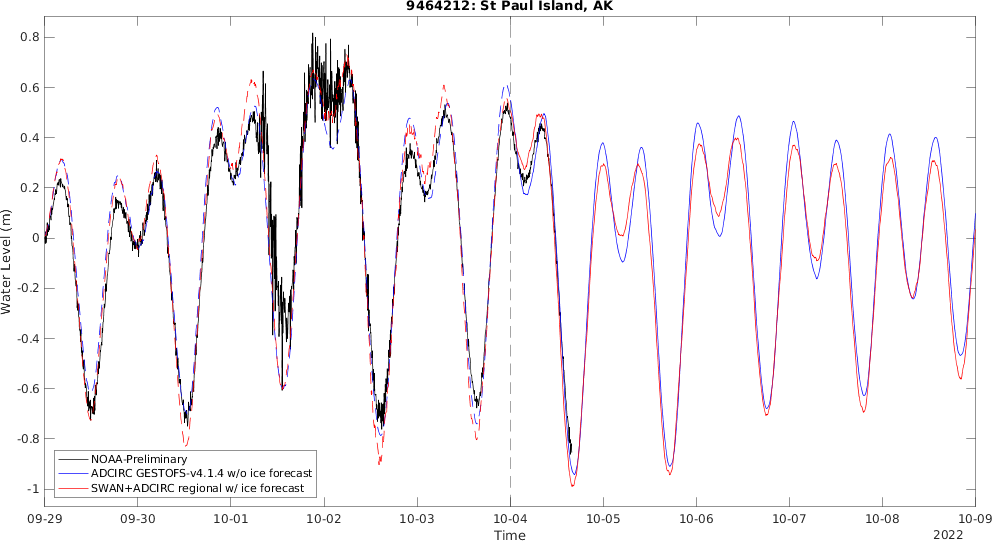 9464212: St Paul Island, AK
Water Level (m)
0.8
0.6
0.4
0.2
0
-0.2
-0.4
-0.6
-0.8
-1
NOAA-Preliminary
ADCIRC GESTOFS-v4.1.4 w/o ice forecast
SWAN+ADCIRC regional w/ ice forecast
09-29 09-30 10-01 10-02 10-03 10-04 10-05 10-06 10-07 10-08 10-09
Time
2022